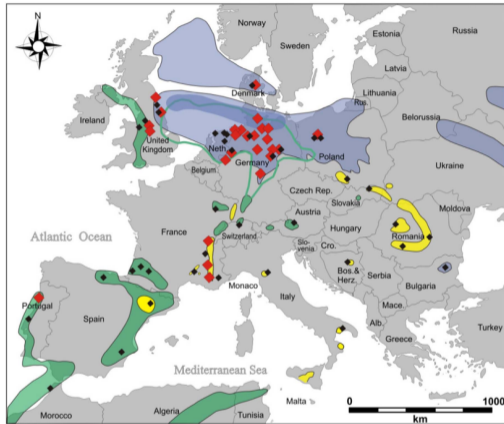 N
Norway
Sweden
Estonia
Russia
Latvia
Lithuania
Rus.
Denmark
Belorussia
Ireland
United
Kingdom
Neth.
Germany
Poland
Belgium
Ukraine
Czech Rep.
Slovakia
Austria
Moldova
France
Switzerland
Hungary
Romania
Slo-
venia
Cro.
Atlantic Ocean
Bos.&
Herz.
Serbia
Bulgaria
Monaco
Italy
Mace.
Alb.
Greece
Turkey
Portugal
Spain
Mediterranean Sea
Malta
Morocco
Algeria
Tunisia
0
1000
km